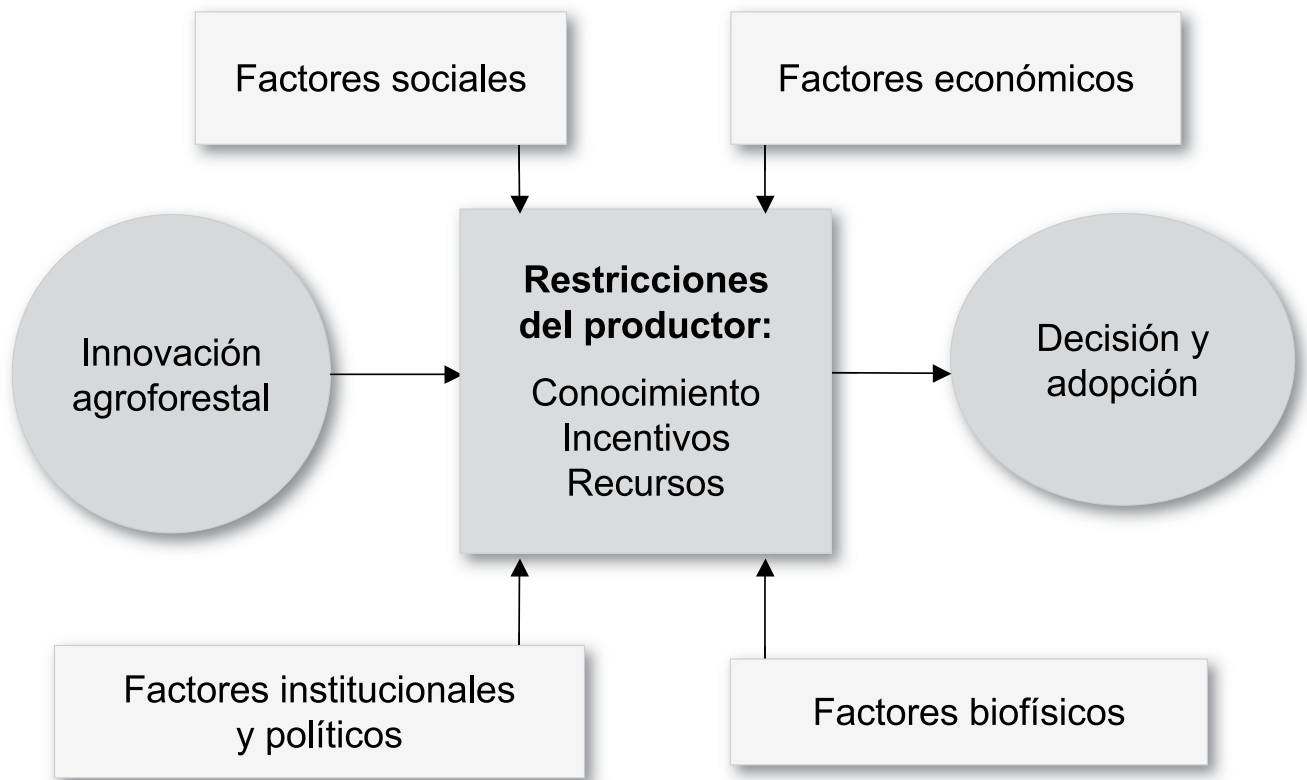 Factores sociales
Factores económicos
Innovación
agroforestal
Restricciones
del productor:
Conocimiento
Incentivos
Recursos
Decisión y
adopción
Factores institucionales
y políticos
Factores biofísicos